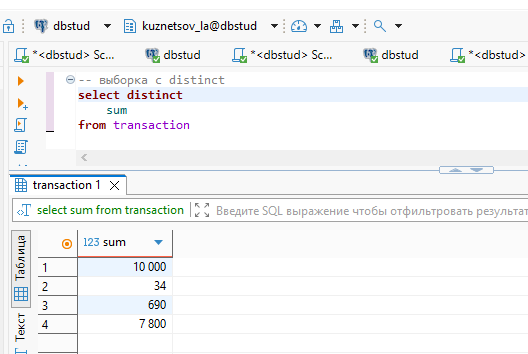 dbstud kuznetsov_la@dbstud
*<dbstud> Sc... dbstud *<dbstud> Sc... dbstud *<dbstud>
-- выборка с distinct
select distinct
sum
from transaction
transaction 1
select sum from transaction Введите SQL выражение чтобы отфильтровать результат
Таблица
Текст
123 sum
1 10 000
2 34
3 690
4 7 800